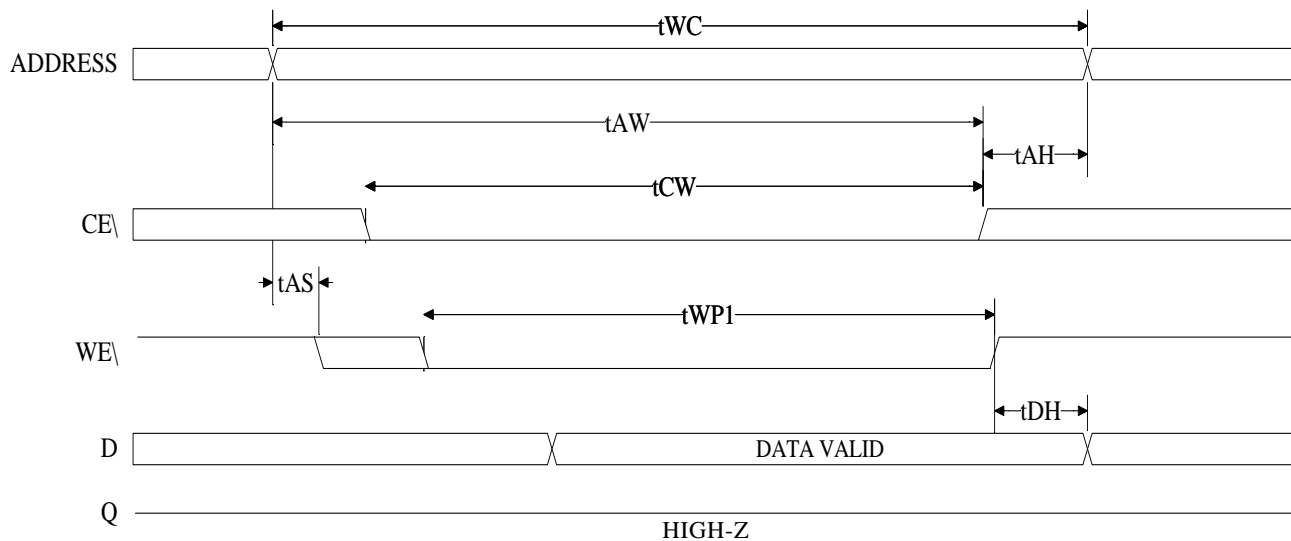 tWC
ADDRESS
tAW
tAH
tCW
CE\
tAS
tWP1
WE\
tDH
D DATA VALID
Q
HIGH-Z